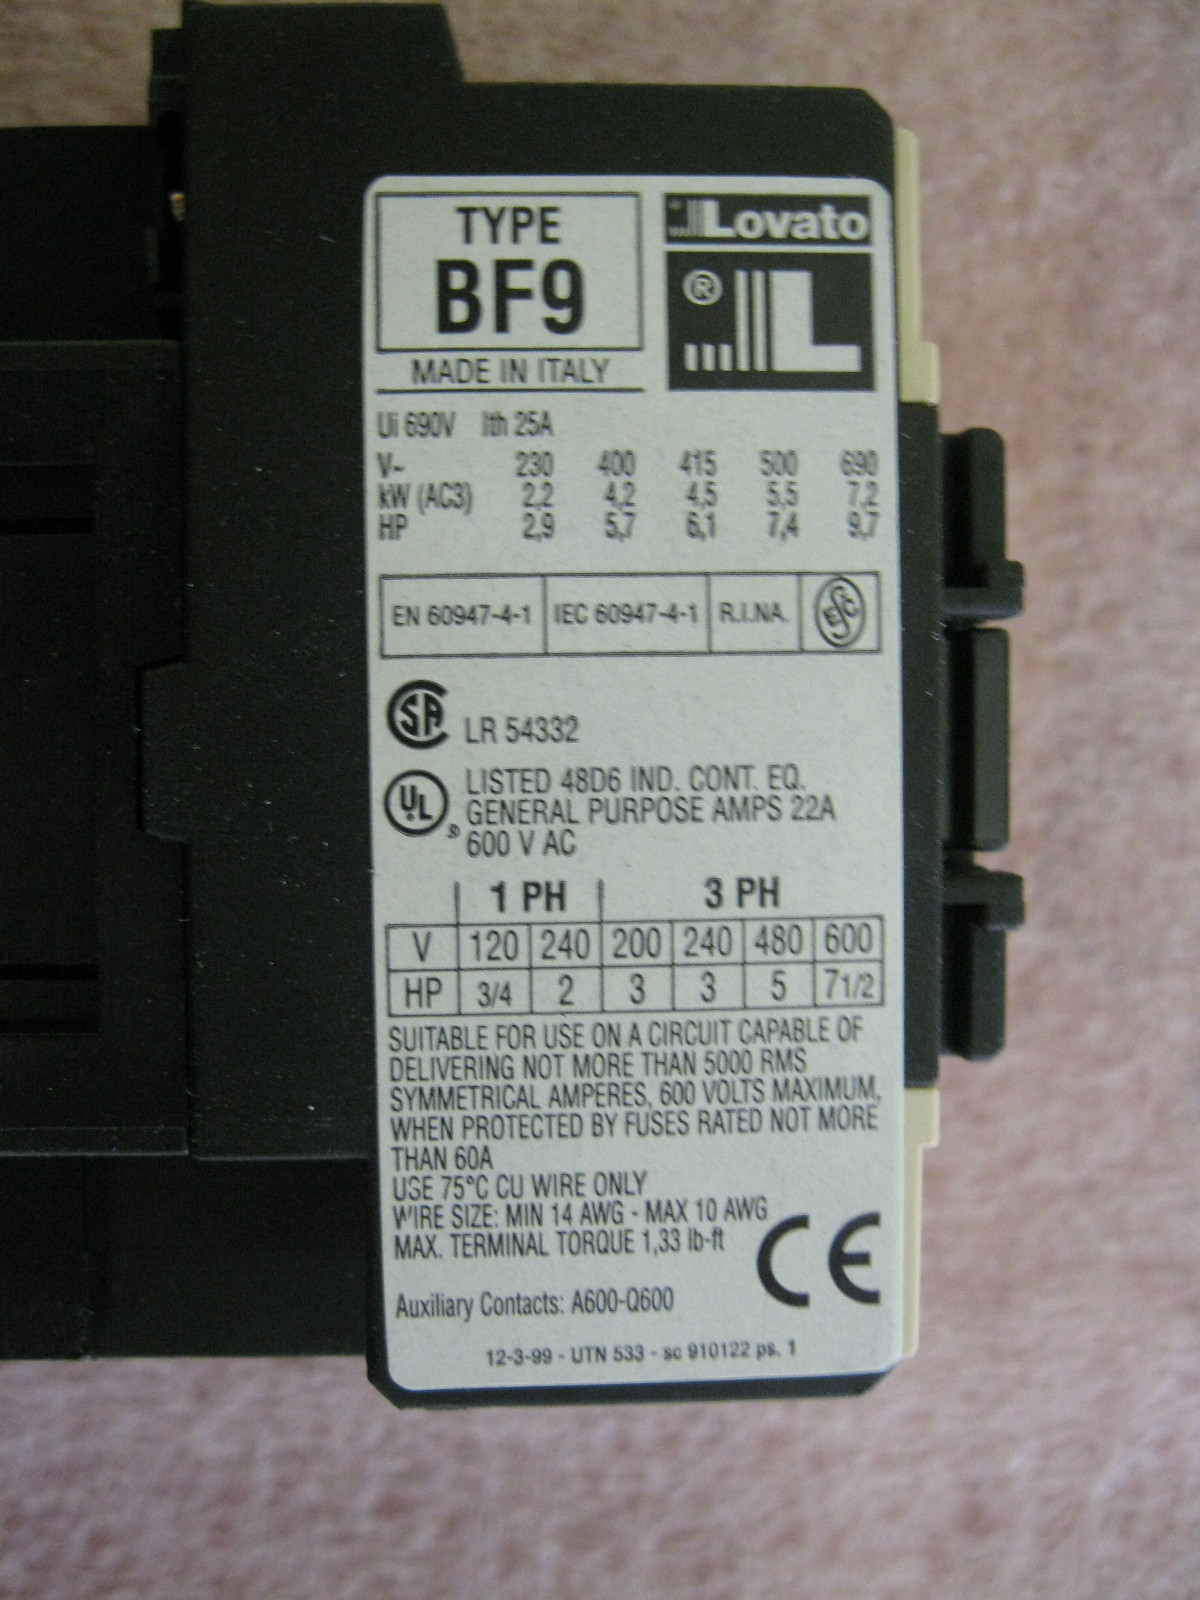 TYPE
BF9
MADE IN ITALY
Lovato
® L
Ui 690V Ith 25A
V~ 230 400 415 500 690
kW (AC3) 2,2 4,2 4,5 5,5 7,2
HP 2,9 5,7 6,1 7,4 9,7
EN 60947-4-1 IEC 60947-4-1 R.I.NA. ESC
CSA LR 54332
UL ® LISTED 48D6 IND. CONT. EQ.
GENERAL PURPOSE AMPS 22A
600 V AC
1 PH 3 PH
V 120 240 200 240 480 600
HP 3/4 2 3 3 5 7 1/2
SUITABLE FOR USE ON A CIRCUIT CAPABLE OF
DELIVERING NOT MORE THAN 5000 RMS
SYMMETRICAL AMPERES, 600 VOLTS MAXIMUM,
WHEN PROTECTED BY FUSES RATED NOT MORE
THAN 60A
USE 75°C CU WIRE ONLY
WIRE SIZE: MIN 14 AWG - MAX 10 AWG
MAX. TERMINAL TORQUE 1,33 lb-ft
CE
Auxiliary Contacts: A600-Q600
12-3-99 - UTN 533 - sc 910122 ps. 1